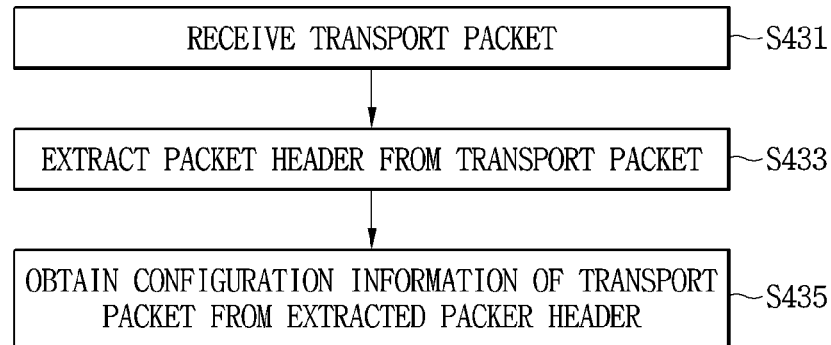 RECEIVE TRANSPORT PACKET S431
EXTRACT PACKET HEADER FROM TRANSPORT PACKET S433
OBTAIN CONFIGURATION INFORMATION OF TRANSPORT
PACKET FROM EXTRACTED PACKER HEADER S435